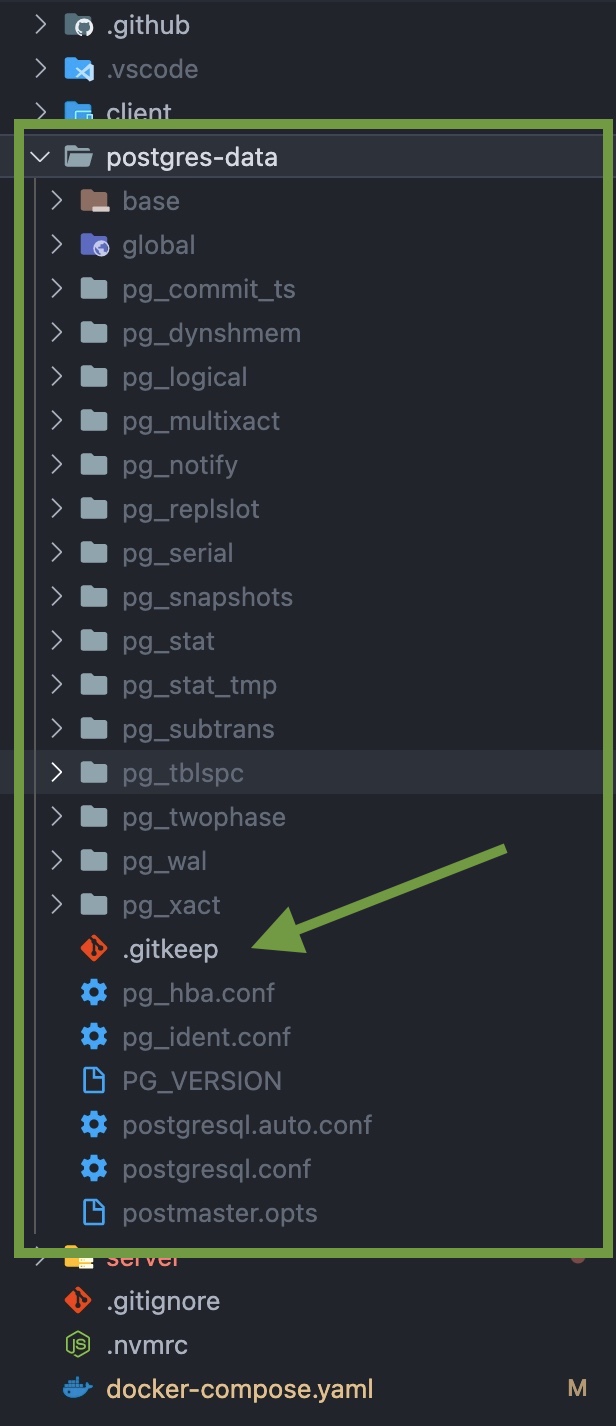 .github
.vscode
client
postgres-data
base
global
pg_commit_ts
pg_dynshmem
pg_logical
pg_multixact
pg_notify
pg_replslot
pg_serial
pg_snapshots
pg_stat
pg_stat_tmp
pg_subtrans
pg_tblspc
pg_twophase
pg_wal
pg_xact
.gitkeep
pg_hba.conf
pg_ident.conf
PG_VERSION
postgresql.auto.conf
postgresql.conf
postmaster.opts
server
.gitignore
JS .nvmrc
docker-compose.yaml M